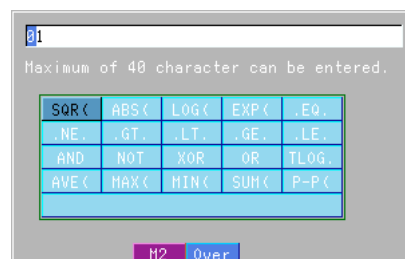 01
Maximum of 40 character can be entered.
SQR( ABS( LOG( EXP( .EQ.
.NE. .GT. .LT. .GE. .LE.
AND NOT XOR OR TLOG.
AVE( MAX( MIN( SUM( P-P(
M2 Over